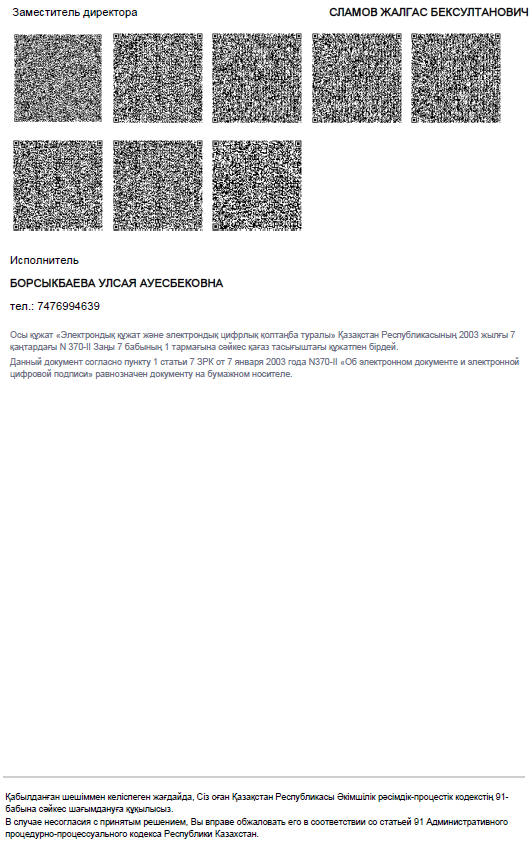 Заместитель директора СЛАМОВ ЖАЛГАС БЕКСУЛТАНОВИЧ
Исполнитель
БОРСЫКБАЕВА УЛСАЯ АУЕСБЕКОВНА
тел.: 7476994639
Осы құжат «Электрондық құжат және электрондық цифрлық қолтаңба туралы» Қазақстан Республикасының 2003 жылғы 7
қаңтардағы N 370-II Заңы 7 бабының 1 тармағына сәйкес қағаз тасығыштағы құжатпен бірдей.
Данный документ согласно пункту 1 статьи 7 ЗРК от 7 января 2003 года N370-II «Об электронном документе и электронной
цифровой подписи» равнозначен документу на бумажном носителе.
Қабылданған шешіммен келіспеген жағдайда, Сіз оған Қазақстан Республикасы Әкімшілік рәсімдік-процестік кодекстің 91-
бабына сәйкес шағымдануға құқылысыз.
В случае несогласия с принятым решением, Вы вправе обжаловать его в соответствии со статьей 91 Административного
процедурно-процессуального кодекса Республики Казахстан.